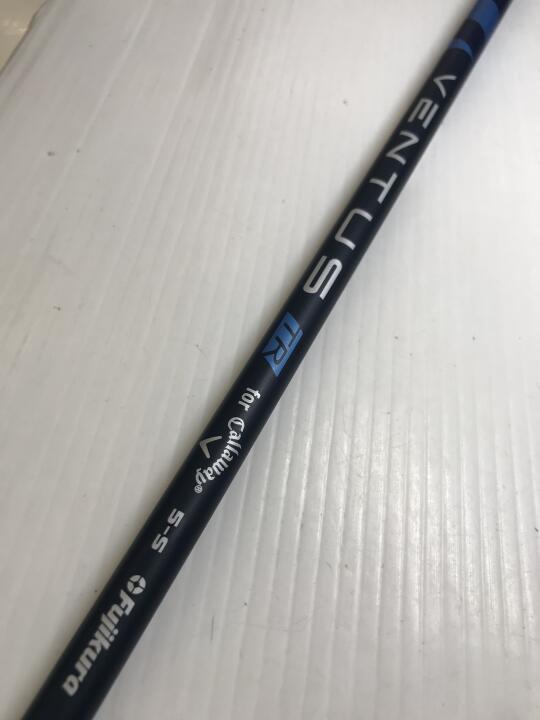 VENTUS TR
for Callaway®
5-S
Fujikura